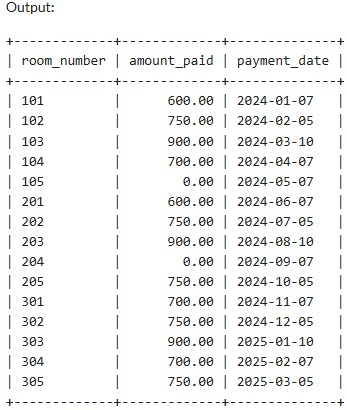 Output:
+-------------+-------------+--------------+
| room_number | amount_paid | payment_date |
+-------------+-------------+--------------+
| 101         |      600.00 | 2024-01-07   |
| 102         |      750.00 | 2024-02-05   |
| 103         |      900.00 | 2024-03-10   |
| 104         |      700.00 | 2024-04-07   |
| 105         |        0.00 | 2024-05-07   |
| 201         |      600.00 | 2024-06-07   |
| 202         |      750.00 | 2024-07-05   |
| 203         |      900.00 | 2024-08-10   |
| 204         |        0.00 | 2024-09-07   |
| 205         |      750.00 | 2024-10-05   |
| 301         |      700.00 | 2024-11-07   |
| 302         |      750.00 | 2024-12-05   |
| 303         |      900.00 | 2025-01-10   |
| 304         |      700.00 | 2025-02-07   |
| 305         |      750.00 | 2025-03-05   |
+-------------+-------------+--------------+